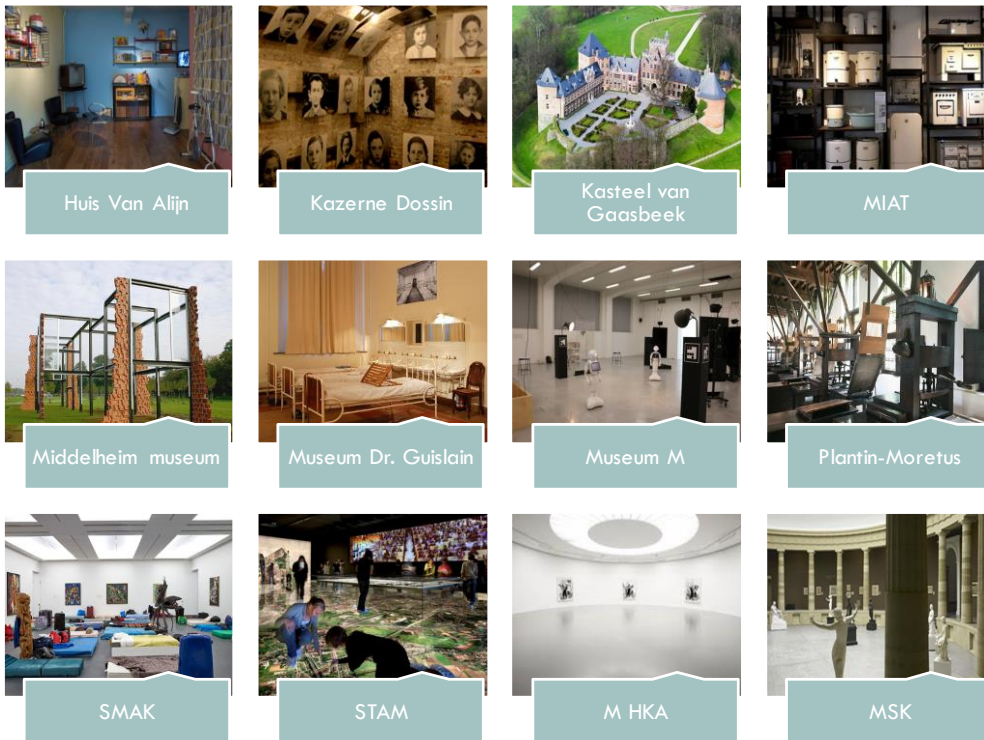 Huis Van Alijn
Kazerne Dossin
Kasteel van
Gaasbeek
MIAT
Middelheim museum
Museum Dr. Guislain
Museum M
Plantin-Moretus
SMAK
STAM
M HKA
MSK